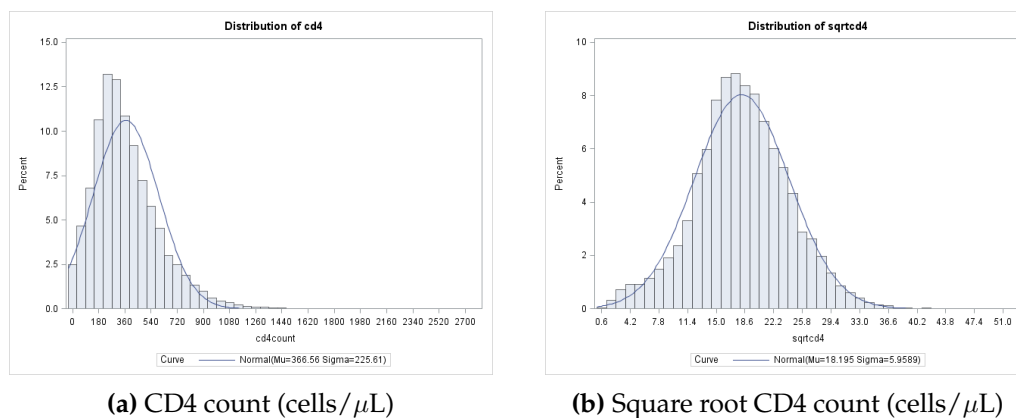 Distribution of cd4
15.0
12.5
10.0
7.5
5.0
2.5
0.0
Percent
0 180 360 540 720 900 1080 1260 1440 1620 1800 1980 2160 2340 2520 2700
cd4count
Curve Normal(Mu=366.56 Sigma=225.61)
(a) CD4 count (cells/μL)
Distribution of sqrtcd4
10
8
6
4
2
0
Percent
0.6 4.2 7.8 11.4 15.0 18.6 22.2 25.8 29.4 33.0 36.6 40.2 43.8 47.4 51.0
sqrtcd4
Curve Normal(Mu=18.195 Sigma=5.9589)
(b) Square root CD4 count (cells/μL)